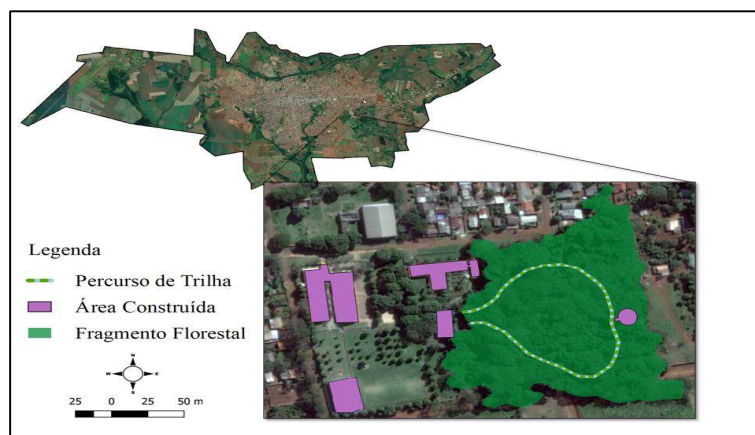 Legenda
Percurso de Trilha
Área Construída
Fragmento Florestal
N
W E
S
25 0 25 50 m